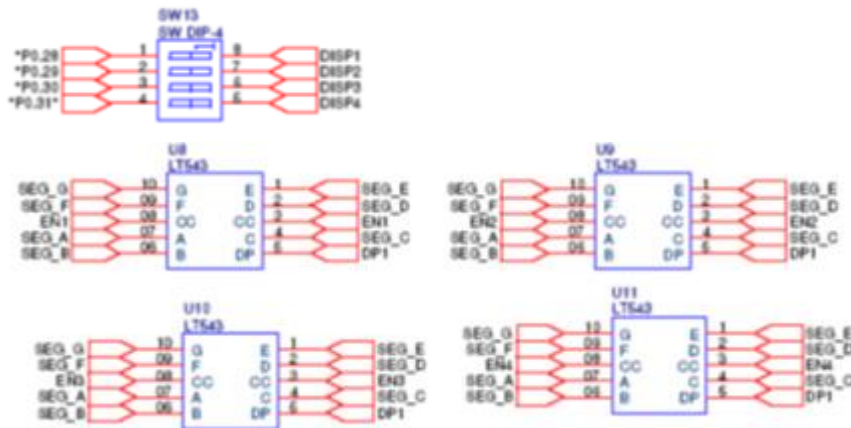 SW13
SW DIP-4
*P0.28 1 8 DISP1
*P0.29 2 7 DISP2
*P0.30 3 6 DISP3
*P0.31* 4 5 DISP4
U8
LT543
SEG_G 10 G E 1 SEG_E
SEG_F 09 F D 2 SEG_D
EN1 08 CC CC 3 EN1
SEG_A 07 A C 4 SEG_C
SEG_B 06 B DP 5 DP1
U9
LT543
SEG_G 10 G E 1 SEG_E
SEG_F 09 F D 2 SEG_D
EN2 08 CC CC 3 EN2
SEG_A 07 A C 4 SEG_C
SEG_B 06 B DP 5 DP1
U10
LT543
SEG_G 10 G E 1 SEG_E
SEG_F 09 F D 2 SEG_D
EN3 08 CC CC 3 EN3
SEG_A 07 A C 4 SEG_C
SEG_B 06 B DP 5 DP1
U11
LT543
SEG_G 10 G E 1 SEG_E
SEG_F 09 F D 2 SEG_D
EN4 08 CC CC 3 EN4
SEG_A 07 A C 4 SEG_C
SEG_B 06 B DP 5 DP1